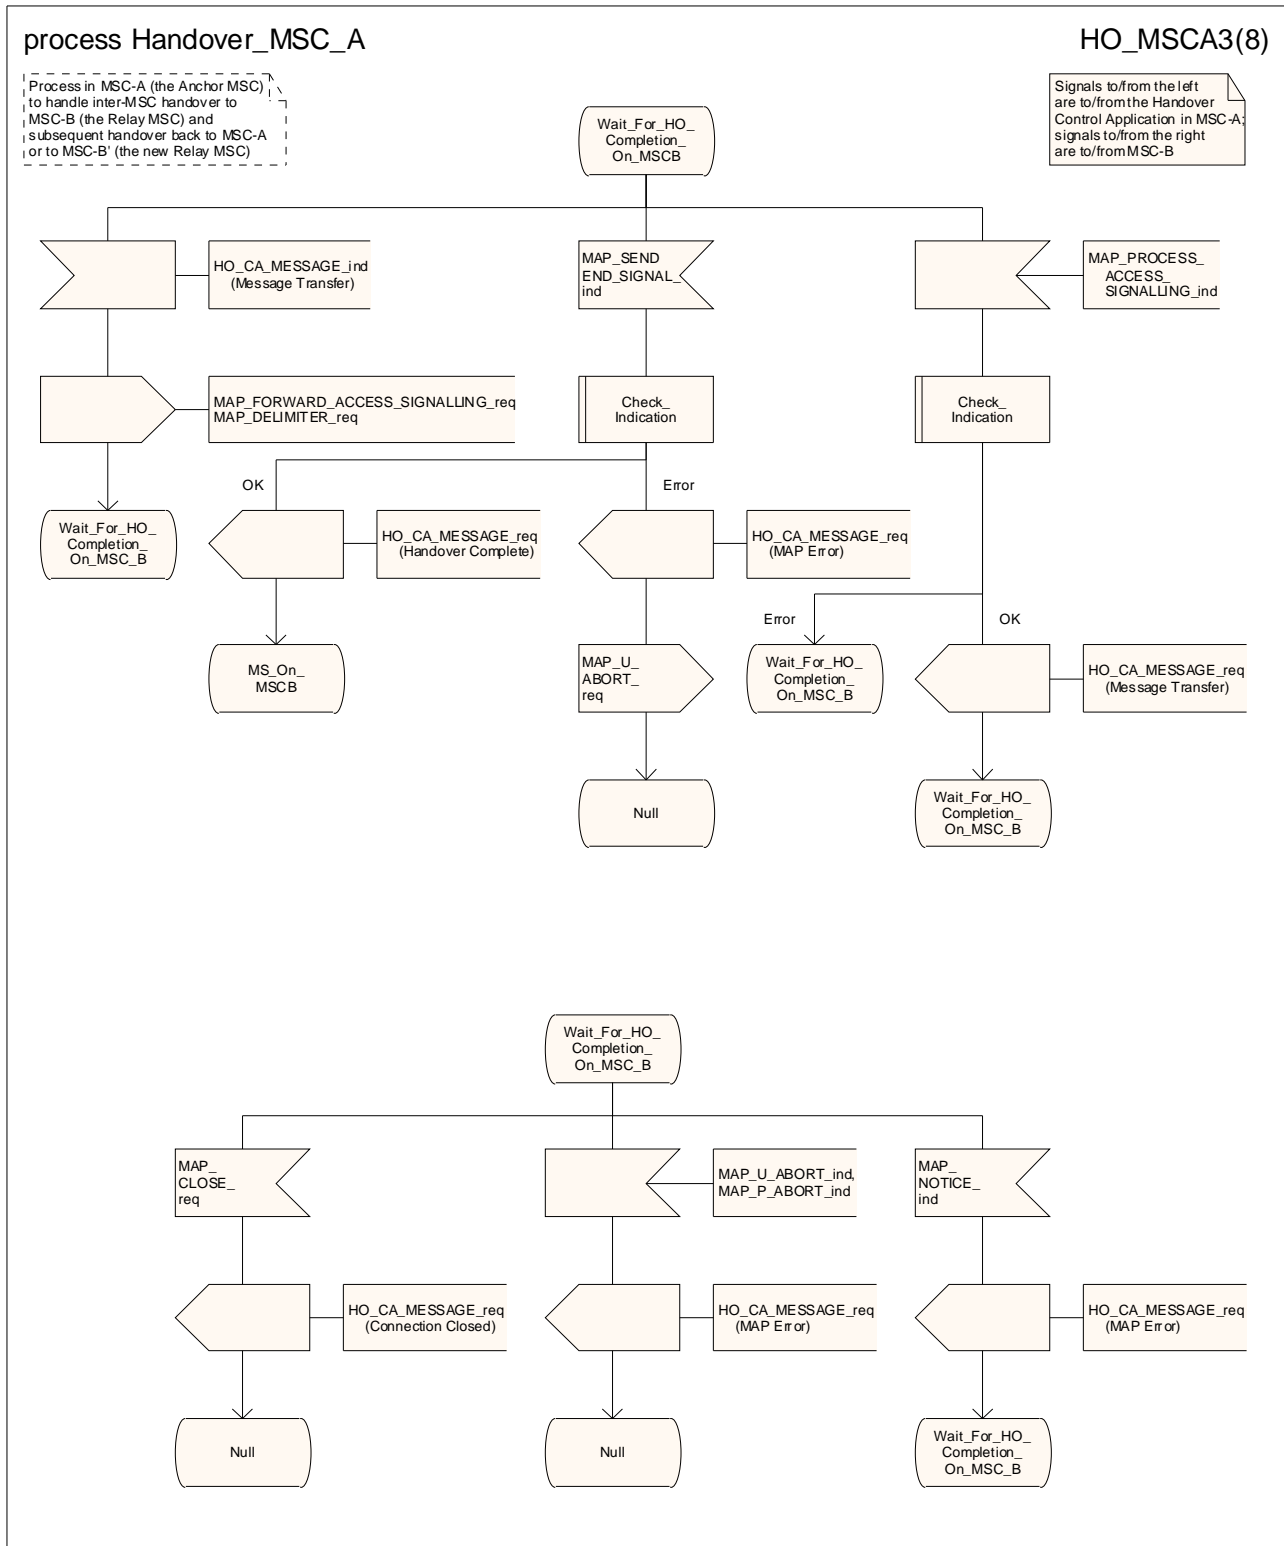 process Handover_MSC_A
HO_MSCA3(8)
Process in MSC-A (the Anchor MSC)
to handle inter-MSC handover to
MSC-B (the Relay MSC) and
subsequent handover back to MSC-A
or to MSC-B' (the new Relay MSC)
Signals to/from the left
are to/from the Handover
Control Application in MSC-A;
signals to/from the right
are to/from MSC-B
Wait_For_HO_
Completion_
On_MSCB
HO_CA_MESSAGE_ind
(Message Transfer)
MAP_SEND
END_SIGNAL_
ind
MAP_PROCESS_
ACCESS_
SIGNALLING_ind
MAP_FORWARD_ACCESS_SIGNALLING_req
MAP_DELIMITER_req
Check_
Indication
Check_
Indication
OK
Error
Wait_For_HO_
Completion_
On_MSC_B
HO_CA_MESSAGE_req
(Handover Complete)
HO_CA_MESSAGE_req
(MAP Error)
Error
OK
MS_On_
MSCB
MAP_U_
ABORT_
req
Wait_For_HO_
Completion_
On_MSC_B
HO_CA_MESSAGE_req
(Message Transfer)
Null
Wait_For_HO_
Completion_
On_MSC_B
Wait_For_HO_
Completion_
On_MSC_B
MAP_
CLOSE_
req
MAP_U_ABORT_ind,
MAP_P_ABORT_ind
MAP_
NOTICE_
ind
HO_CA_MESSAGE_req
(Connection Closed)
HO_CA_MESSAGE_req
(MAP Error)
HO_CA_MESSAGE_req
(MAP Error)
Null
Null
Wait_For_HO_
Completion_
On_MSC_B